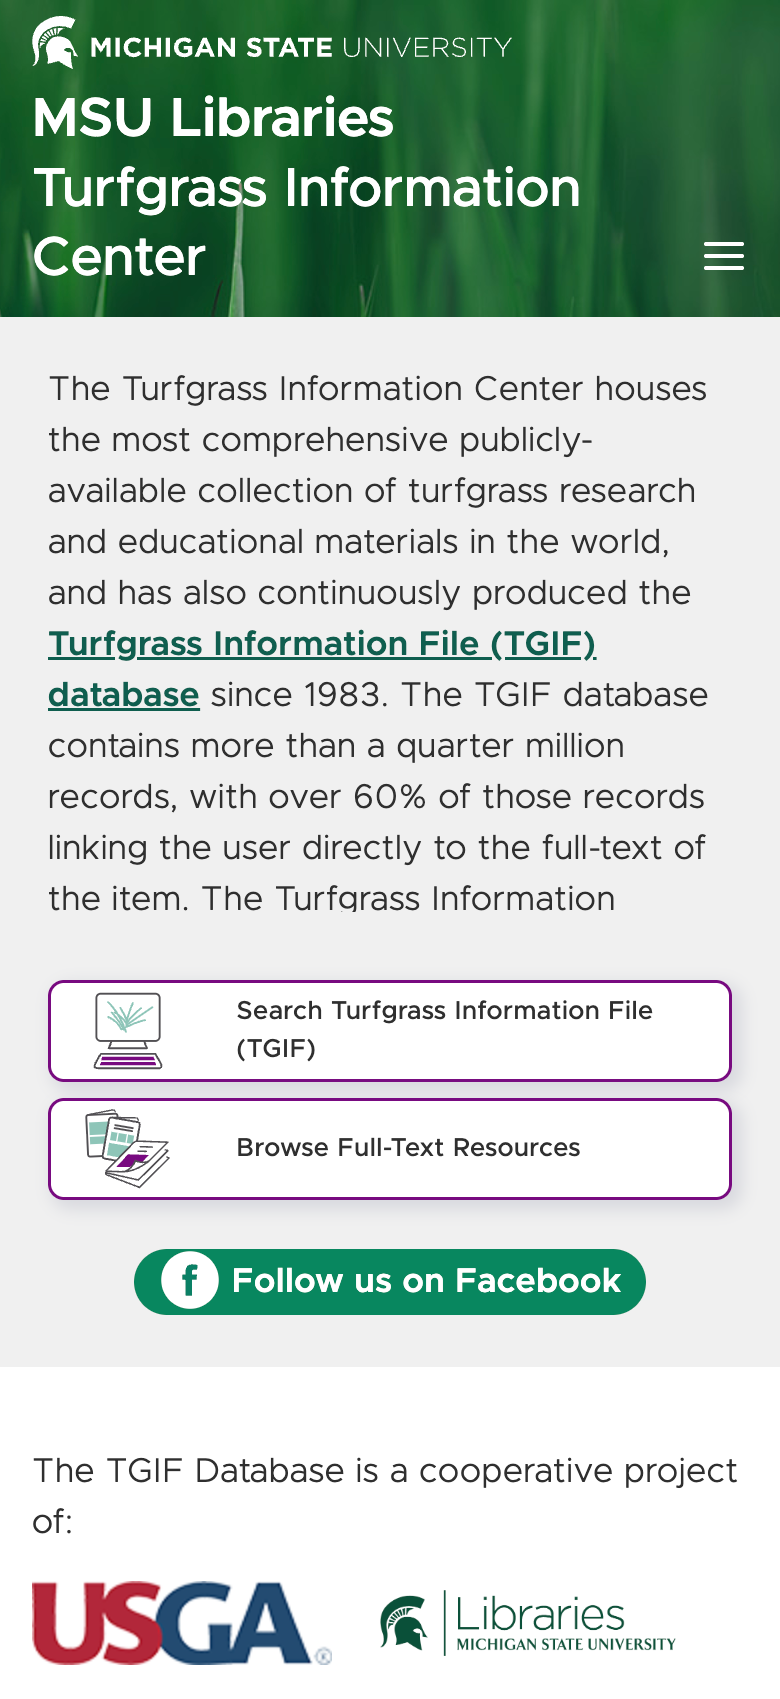 MICHIGAN STATE UNIVERSITY
MSU Libraries
Turfgrass Information
Center
The Turfgrass Information Center houses
the most comprehensive publicly-
available collection of turfgrass research
and educational materials in the world,
and has also continuously produced the
Turfgrass Information File (TGIF)
database since 1983. The TGIF database
contains more than a quarter million
records, with over 60% of those records
linking the user directly to the full-text of
the item. The Turfgrass Information
Search Turfgrass Information File
(TGIF)
Browse Full-Text Resources
f Follow us on Facebook
The TGIF Database is a cooperative project
of:
USGA®
Libraries
MICHIGAN STATE UNIVERSITY